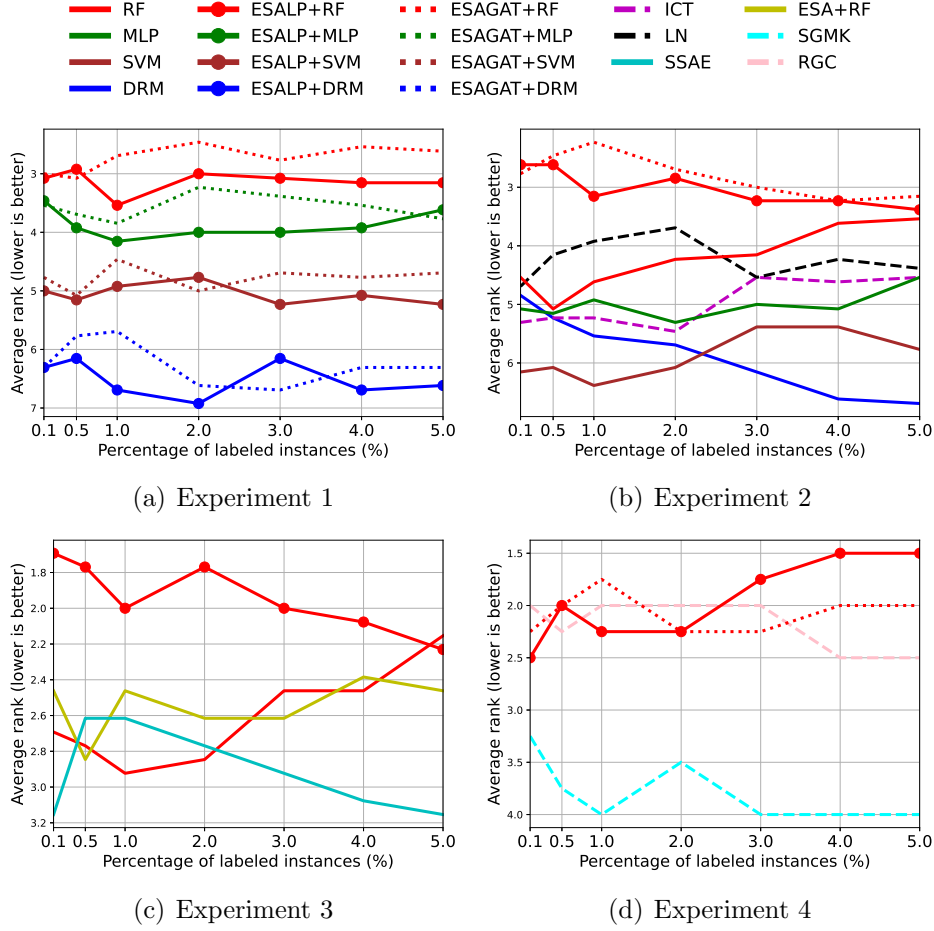 RF ESALP+RF ESAGAT+RF ICT ESA+RF
MLP ESALP+MLP ESAGAT+MLP LN SGMK
SVM ESALP+SVM ESAGAT+SVM SSAE RGC
DRM ESALP+DRM ESAGAT+DRM
Average rank (lower is better)
3
4
5
6
7
0.1 0.5 1.0 2.0 3.0 4.0 5.0
Percentage of labeled instances (%)
(a) Experiment 1
Average rank (lower is better)
3
4
5
6
0.1 0.5 1.0 2.0 3.0 4.0 5.0
Percentage of labeled instances (%)
(b) Experiment 2
Average rank (lower is better)
1.8
2.0
2.2
2.4
2.6
2.8
3.0
3.2
0.1 0.5 1.0 2.0 3.0 4.0 5.0
Percentage of labeled instances (%)
(c) Experiment 3
Average rank (lower is better)
1.5
2.0
2.5
3.0
3.5
4.0
0.1 0.5 1.0 2.0 3.0 4.0 5.0
Percentage of labeled instances (%)
(d) Experiment 4